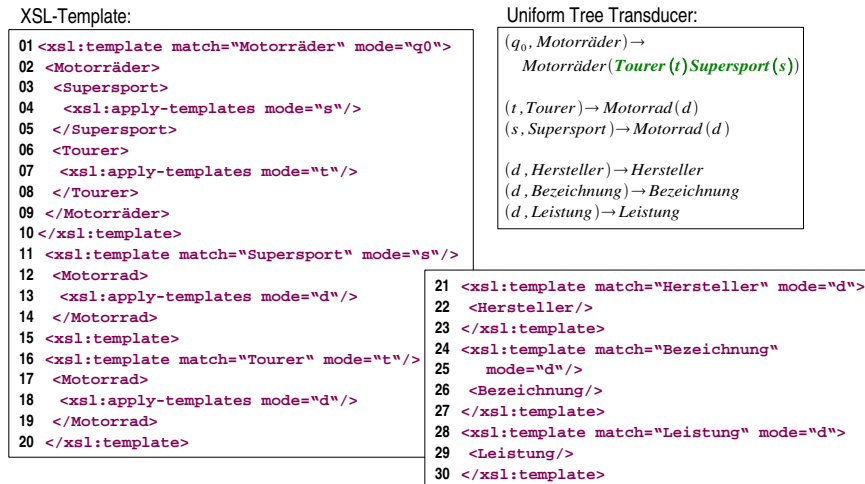 XSL-Template:
01 <xsl:template match="Motorräder" mode="q0">
02 <Motorräder>
03 <Supersport>
04 <xsl:apply-templates mode="s"/>
05 </Supersport>
06 <Tourer>
07 <xsl:apply-templates mode="t"/>
08 </Tourer>
09 </Motorräder>
10 </xsl:template>
11 <xsl:template match="Supersport" mode="s"/>
12 <Motorrad>
13 <xsl:apply-templates mode="d"/>
14 </Motorrad>
15 <xsl:template>
16 <xsl:template match="Tourer" mode="t"/>
17 <Motorrad>
18 <xsl:apply-templates mode="d"/>
19 </Motorrad>
20 </xsl:template>
Uniform Tree Transducer:
(q₀, Motorräder)→
Motorräder(Tourer(t)Supersport(s))
(t, Tourer)→Motorrad(d)
(s, Supersport)→Motorrad(d)
(d, Hersteller)→Hersteller
(d, Bezeichnung)→Bezeichnung
(d, Leistung)→Leistung
21 <xsl:template match="Hersteller" mode="d">
22 <Hersteller/>
23 </xsl:template>
24 <xsl:template match="Bezeichnung"
25 mode="d"/>
26 <Bezeichnung/>
27 </xsl:template>
28 <xsl:template match="Leistung" mode="d">
29 <Leistung/>
30 </xsl:template>